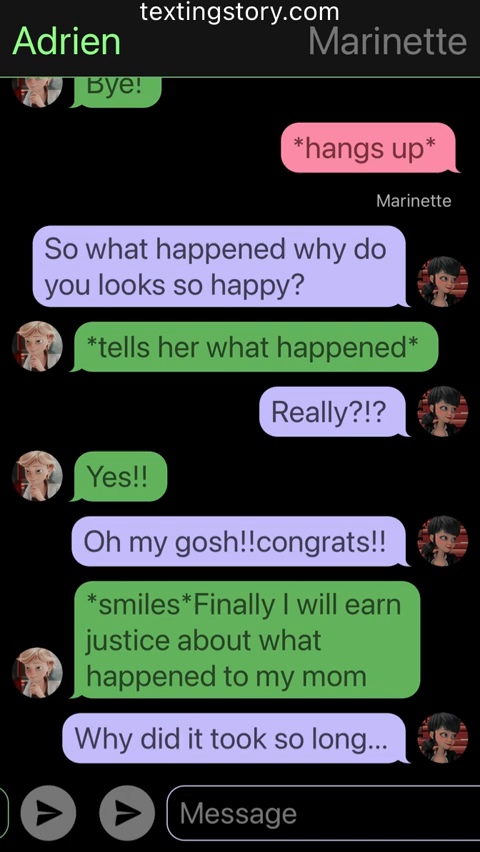 textingstory.com
Adrien
Marinette
Bye!
*hangs up*
Marinette
So what happened why do
you looks so happy?
*tells her what happened*
Really?!?
Yes!!
Oh my gosh!!congrats!!
*smiles*Finally I will earn
justice about what
happened to my mom
Why did it took so long...
Message